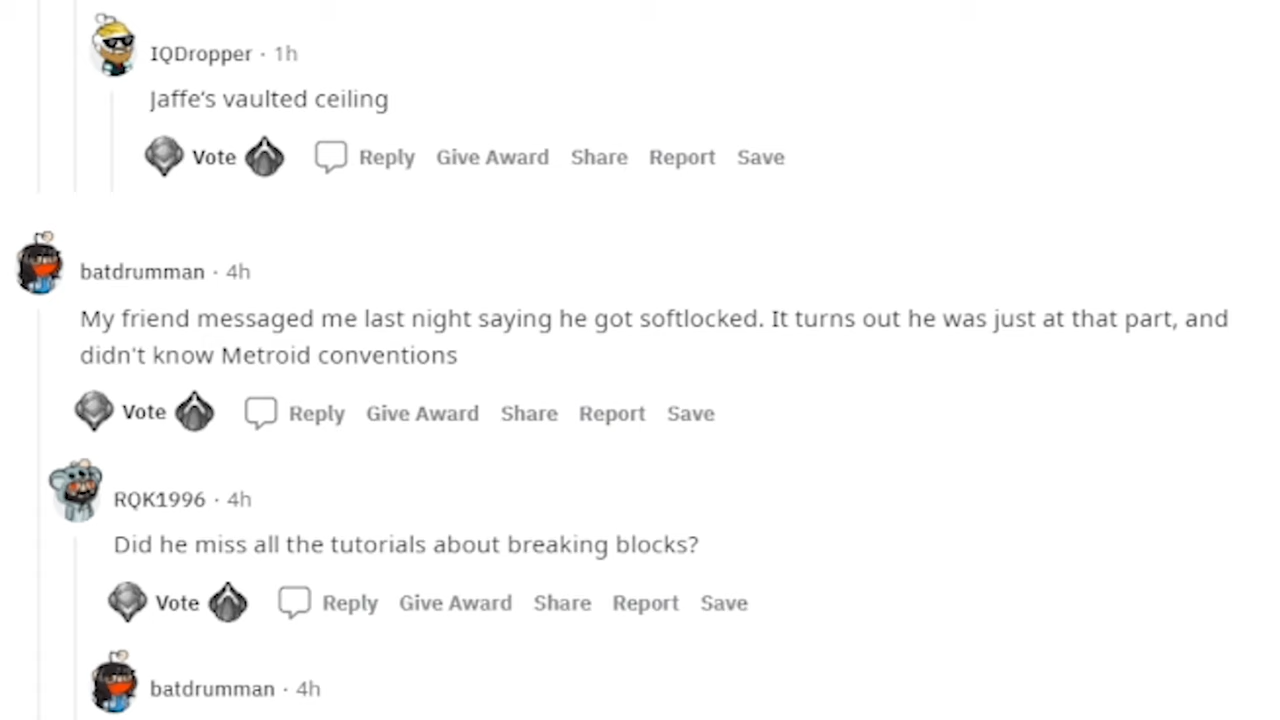 IQDropper · 1h
Jaffe's vaulted ceiling
Vote Reply Give Award Share Report Save
batdrumman · 4h
My friend messaged me last night saying he got softlocked. It turns out he was just at that part, and
didn't know Metroid conventions
Vote Reply Give Award Share Report Save
RQK1996 · 4h
Did he miss all the tutorials about breaking blocks?
Vote Reply Give Award Share Report Save
batdrumman · 4h